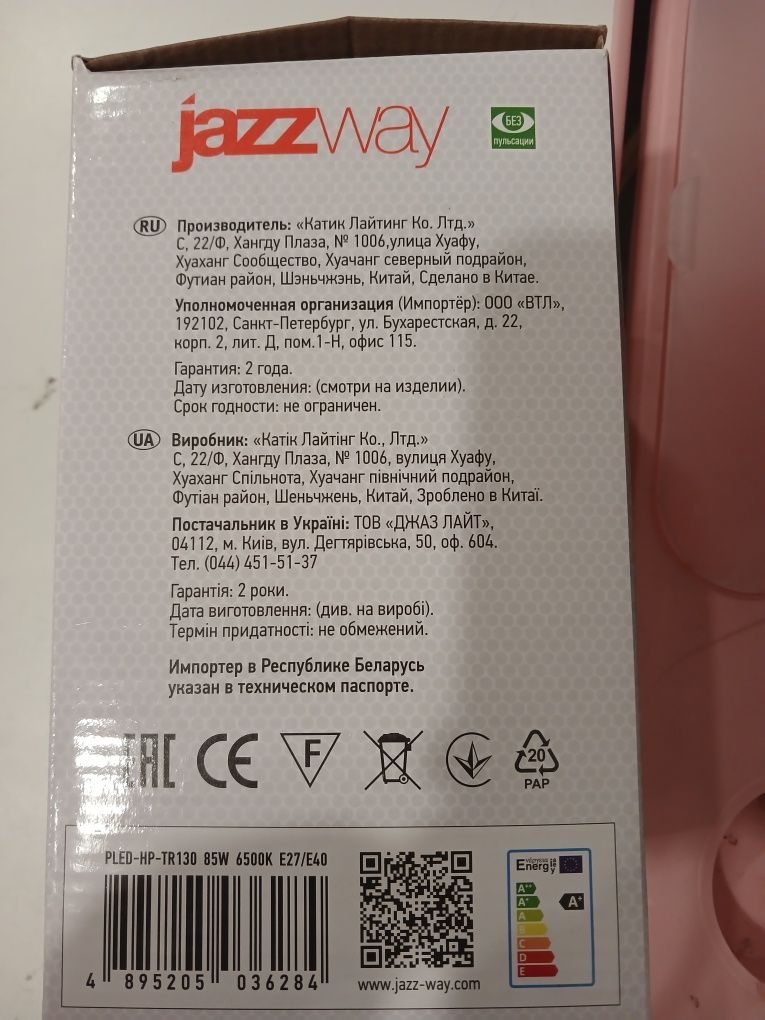 jazzway
БЕЗ
пульсации
RU Производитель: «Катик Лайтинг Ко. Лтд.»
С, 22/Ф, Хангду Плаза, № 1006,улица Хуафу,
Хуаханг Сообщество, Хуачанг северный подрайон,
Футиан район, Шэньчжэнь, Китай, Сделано в Китае.
Уполномоченная организация (Импортёр): ООО «ВТЛ»,
192102, Санкт-Петербург, ул. Бухарестская, д. 22,
корп. 2, лит. Д, пом.1-Н, офис 115.
Гарантия: 2 года.
Дату изготовления: (смотри на изделии).
Срок годности: не ограничен.
UA Виробник: «Катік Лайтінг Ко., Лтд.»
С, 22/Ф, Хангду Плаза, № 1006, вулиця Хуафу,
Хуаханг Спільнота, Хуачанг північний подрайон,
Футіан район, Шеньчжень, Китай, Зроблено в Китаї.
Постачальник в Україні: ТОВ «ДЖАЗ ЛАЙТ»,
04112, м. Київ, вул. Дегтярівська, 50, оф. 604.
Тел. (044) 451-51-37
Гарантія: 2 роки.
Дата виготовлення: (див. на виробі).
Термін придатності: не обмежений.
Импортер в Республике Беларусь
указан в техническом паспорте.
EAC CE F 20
PAP
PLED-HP-TR130 85W 6500K E27/E40
4 895205 036284
www.jazz-way.com
Energy
A++
A+ A+
A
B
C
D
E